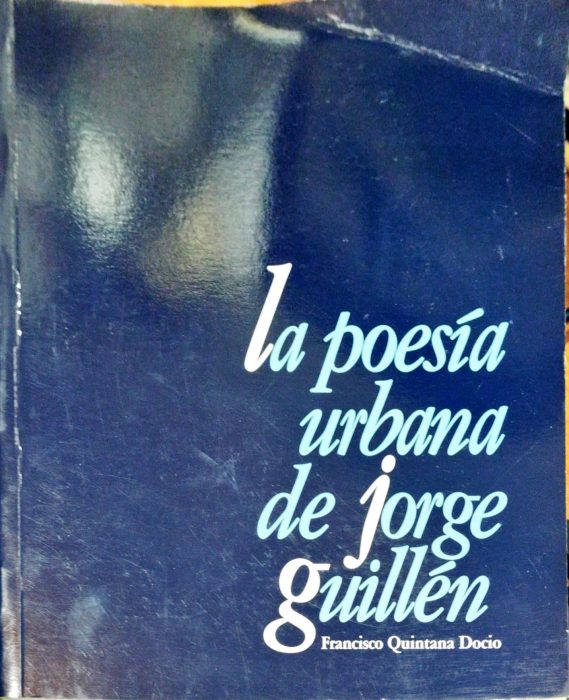 la poesía
urbana
de jorge
guillén
Francisco Quintana Docio